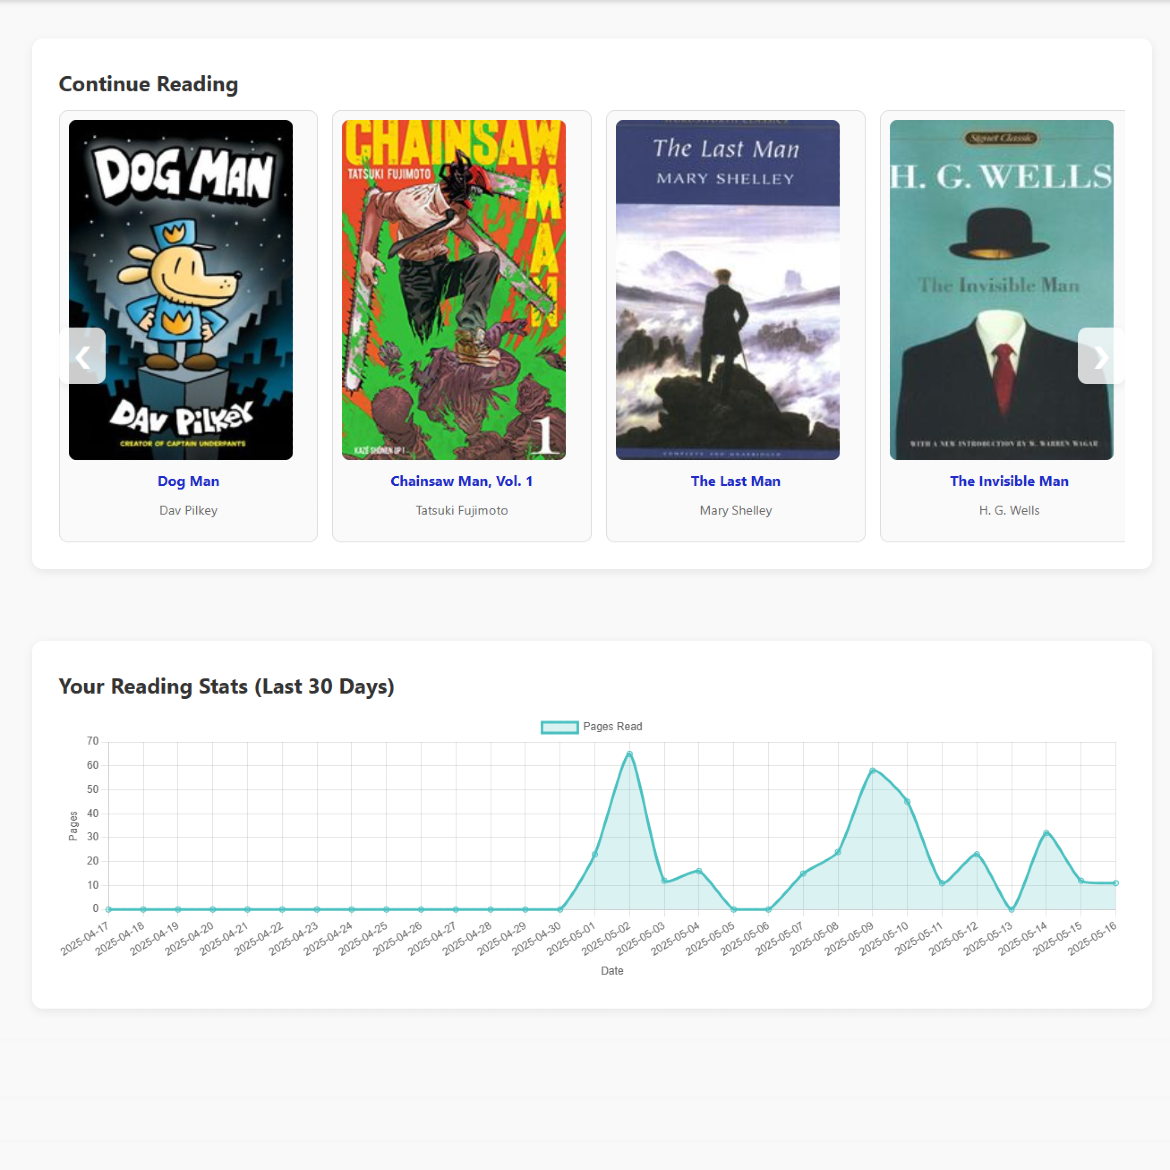 Continue Reading
DOG MAN
DAV PILKEY
CREATOR OF CAPTAIN UNDERPANTS
Dog Man
Dav Pilkey
CHAINSAW
MAN
TATSUKI FUJIMOTO
KAZÉ SHÔNEN UP !
1
Chainsaw Man, Vol. 1
Tatsuki Fujimoto
The Last Man
MARY SHELLEY
COMPLETE AND UNABRIDGED
The Last Man
Mary Shelley
Signet Classic
H. G. WELLS
The Invisible Man
WITH A NEW INTRODUCTION BY W. WARREN WAGAR
The Invisible Man
H. G. Wells
❮
❯
Your Reading Stats (Last 30 Days)
Pages Read
70
60
50
40
30
20
10
0
Pages
2025-04-17
2025-04-18
2025-04-19
2025-04-20
2025-04-21
2025-04-22
2025-04-23
2025-04-24
2025-04-25
2025-04-26
2025-04-27
2025-04-28
2025-04-29
2025-04-30
2025-05-01
2025-05-02
2025-05-03
2025-05-04
2025-05-05
2025-05-06
2025-05-07
2025-05-08
2025-05-09
2025-05-10
2025-05-11
2025-05-12
2025-05-13
2025-05-14
2025-05-15
2025-05-16
Date